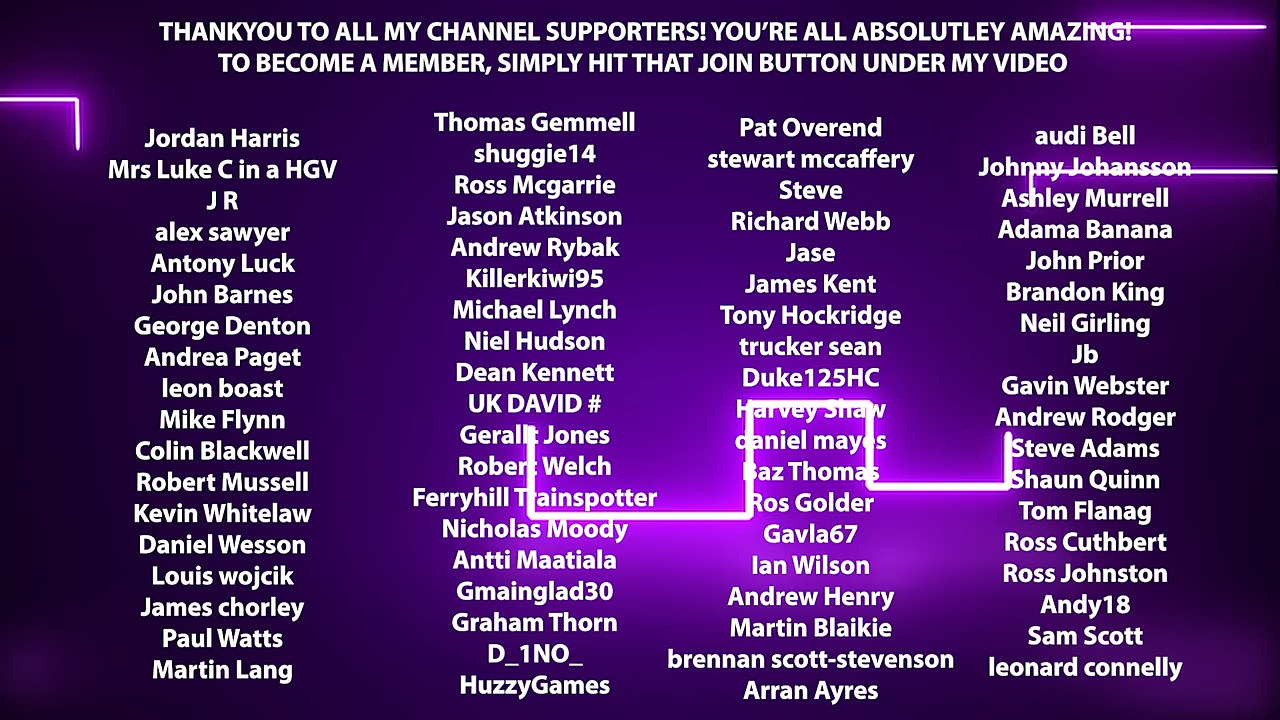 THANKYOU TO ALL MY CHANNEL SUPPORTERS! YOU'RE ALL ABSOLUTLEY AMAZING!
TO BECOME A MEMBER, SIMPLY HIT THAT JOIN BUTTON UNDER MY VIDEO
Jordan Harris
Mrs Luke C in a HGV
J R
alex sawyer
Antony Luck
John Barnes
George Denton
Andrea Paget
leon boast
Mike Flynn
Colin Blackwell
Robert Mussell
Kevin Whitelaw
Daniel Wesson
Louis wojcik
James chorley
Paul Watts
Martin Lang
Thomas Gemmell
shuggie14
Ross Mcgarrie
Jason Atkinson
Andrew Rybak
Killerkiwi95
Michael Lynch
Niel Hudson
Dean Kennett
UK DAVID #
Geralt Jones
Robert Welch
Ferryhill Trainspotter
Nicholas Moody
Antti Maatiala
Gmainglad30
Graham Thorn
D_1NO_
HuzzyGames
Pat Overend
stewart mccaffery
Steve
Richard Webb
Jase
James Kent
Tony Hockridge
trucker sean
Duke125HC
Harvey Shaw
daniel mayes
Baz Thomas
Ros Golder
Gavla67
Ian Wilson
Andrew Henry
Martin Blaikie
brennan scott-stevenson
Arran Ayres
audi Bell
Johnny Johansson
Ashley Murrell
Adama Banana
John Prior
Brandon King
Neil Girling
Jb
Gavin Webster
Andrew Rodger
Steve Adams
Shaun Quinn
Tom Flanag
Ross Cuthbert
Ross Johnston
Andy18
Sam Scott
leonard connelly